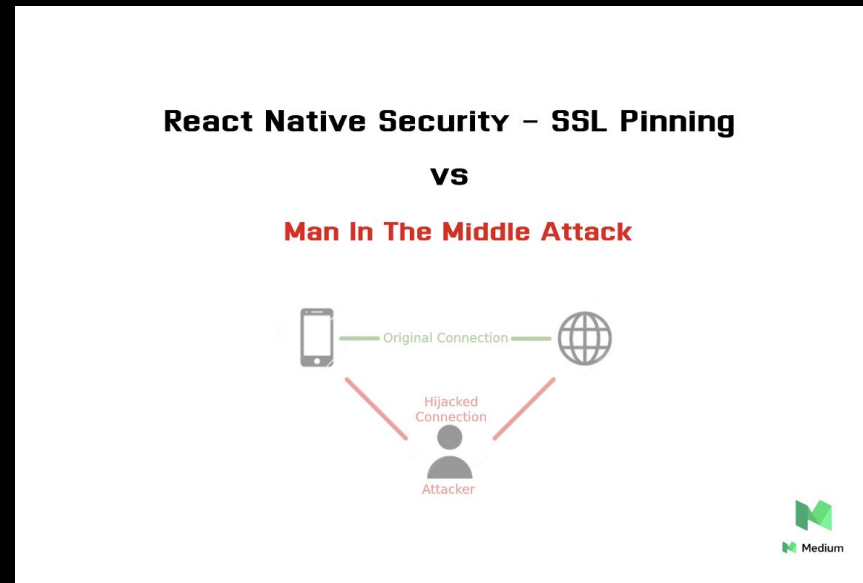 React Native Security - SSL Pinning
vs
Man In The Middle Attack
Original Connection
Hijacked
Connection
Attacker
Medium